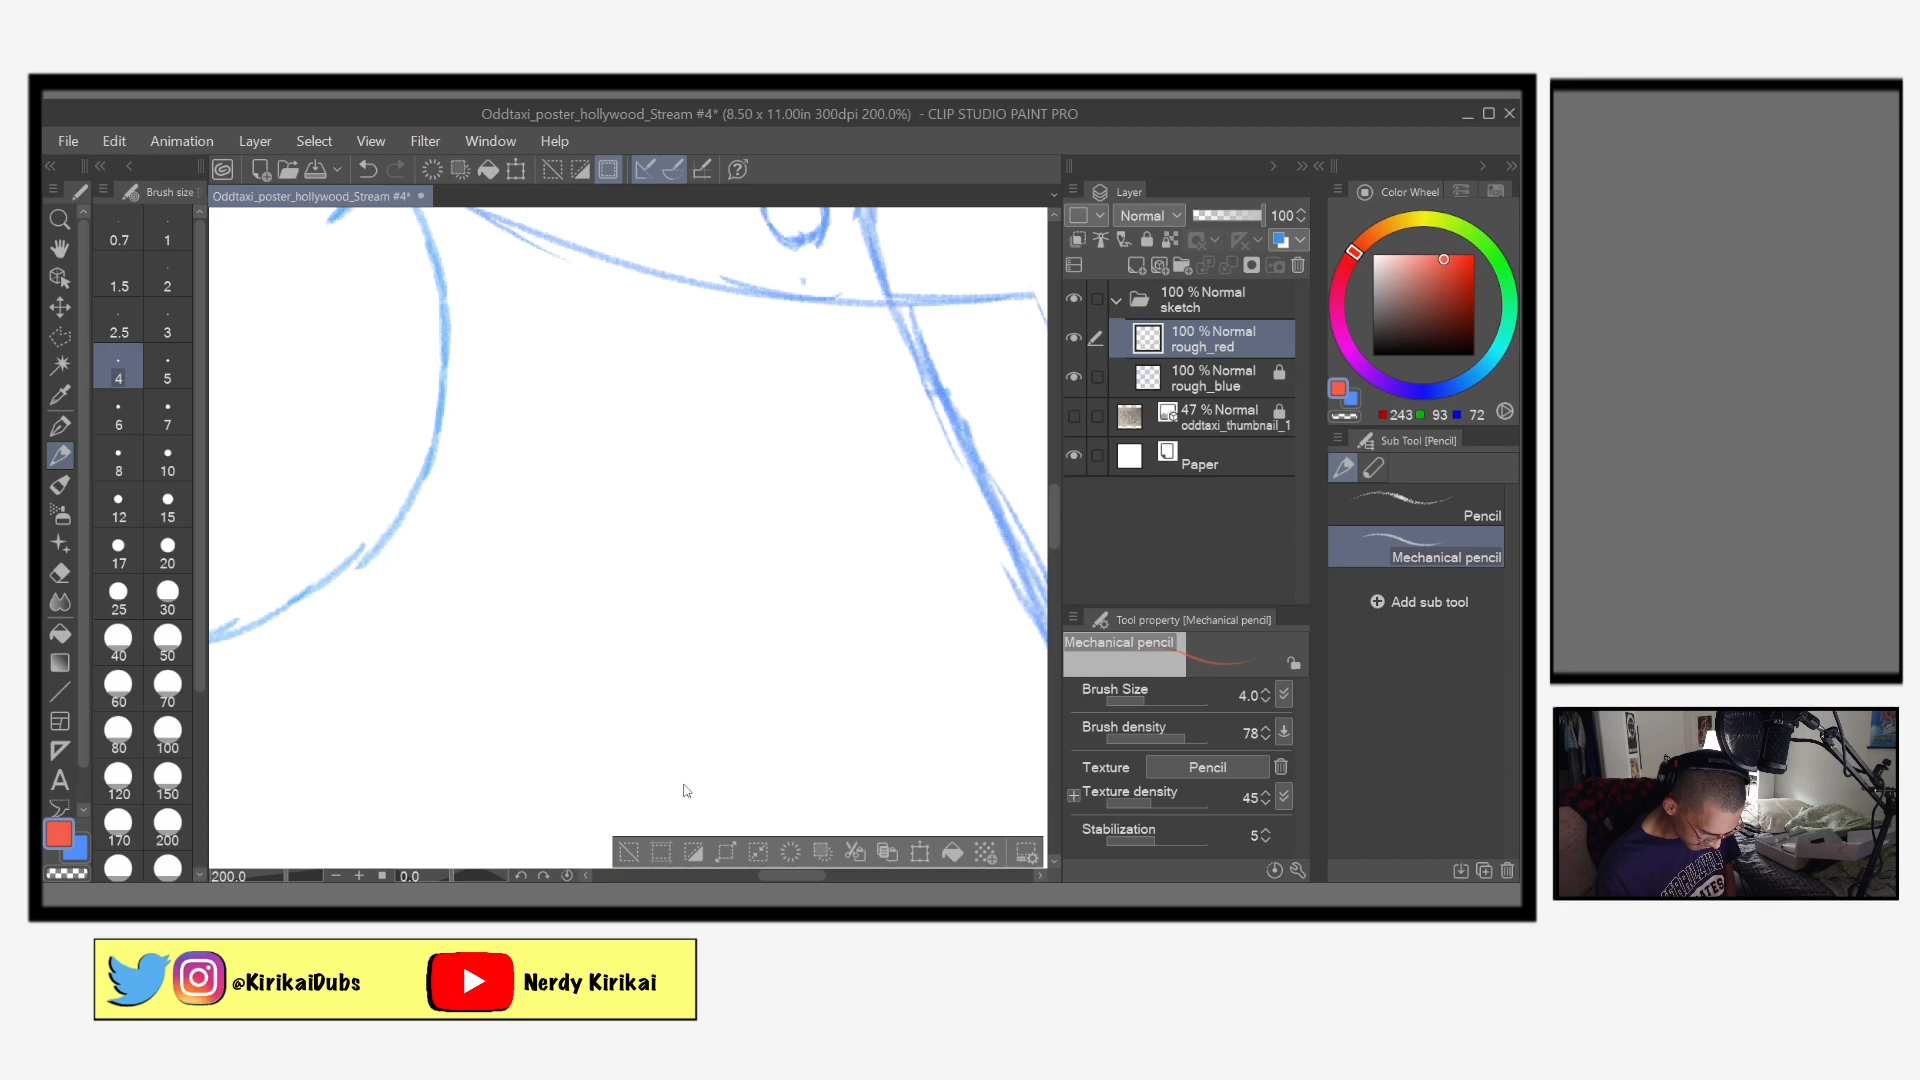 Oddtaxi_poster_hollywood_Stream #4* (8.50 x 11.00in 300dpi 200.0%) - CLIP STUDIO PAINT PRO
File Edit Animation Layer Select View Filter Window Help
Brush size
Oddtaxi_poster_hollywood_Stream #4*
0.7 1
1.5 2
2.5 3
4 5
6 7
8 10
12 15
17 20
25 30
40 50
60 70
80 100
120 150
170 200
200.0 0.0
Layer
Normal 100
100 % Normal
sketch
100 % Normal
rough_red
100 % Normal
rough_blue
47 % Normal
oddtaxi_thumbnail_1
Paper
Tool property [Mechanical pencil]
Mechanical pencil
Brush Size 4.0
Brush density 78
Texture Pencil
Texture density 45
Stabilization 5
Color Wheel
243 93 72
Sub Tool [Pencil]
Pencil
Mechanical pencil
Add sub tool
@KirikaiDubs
Nerdy Kirikai